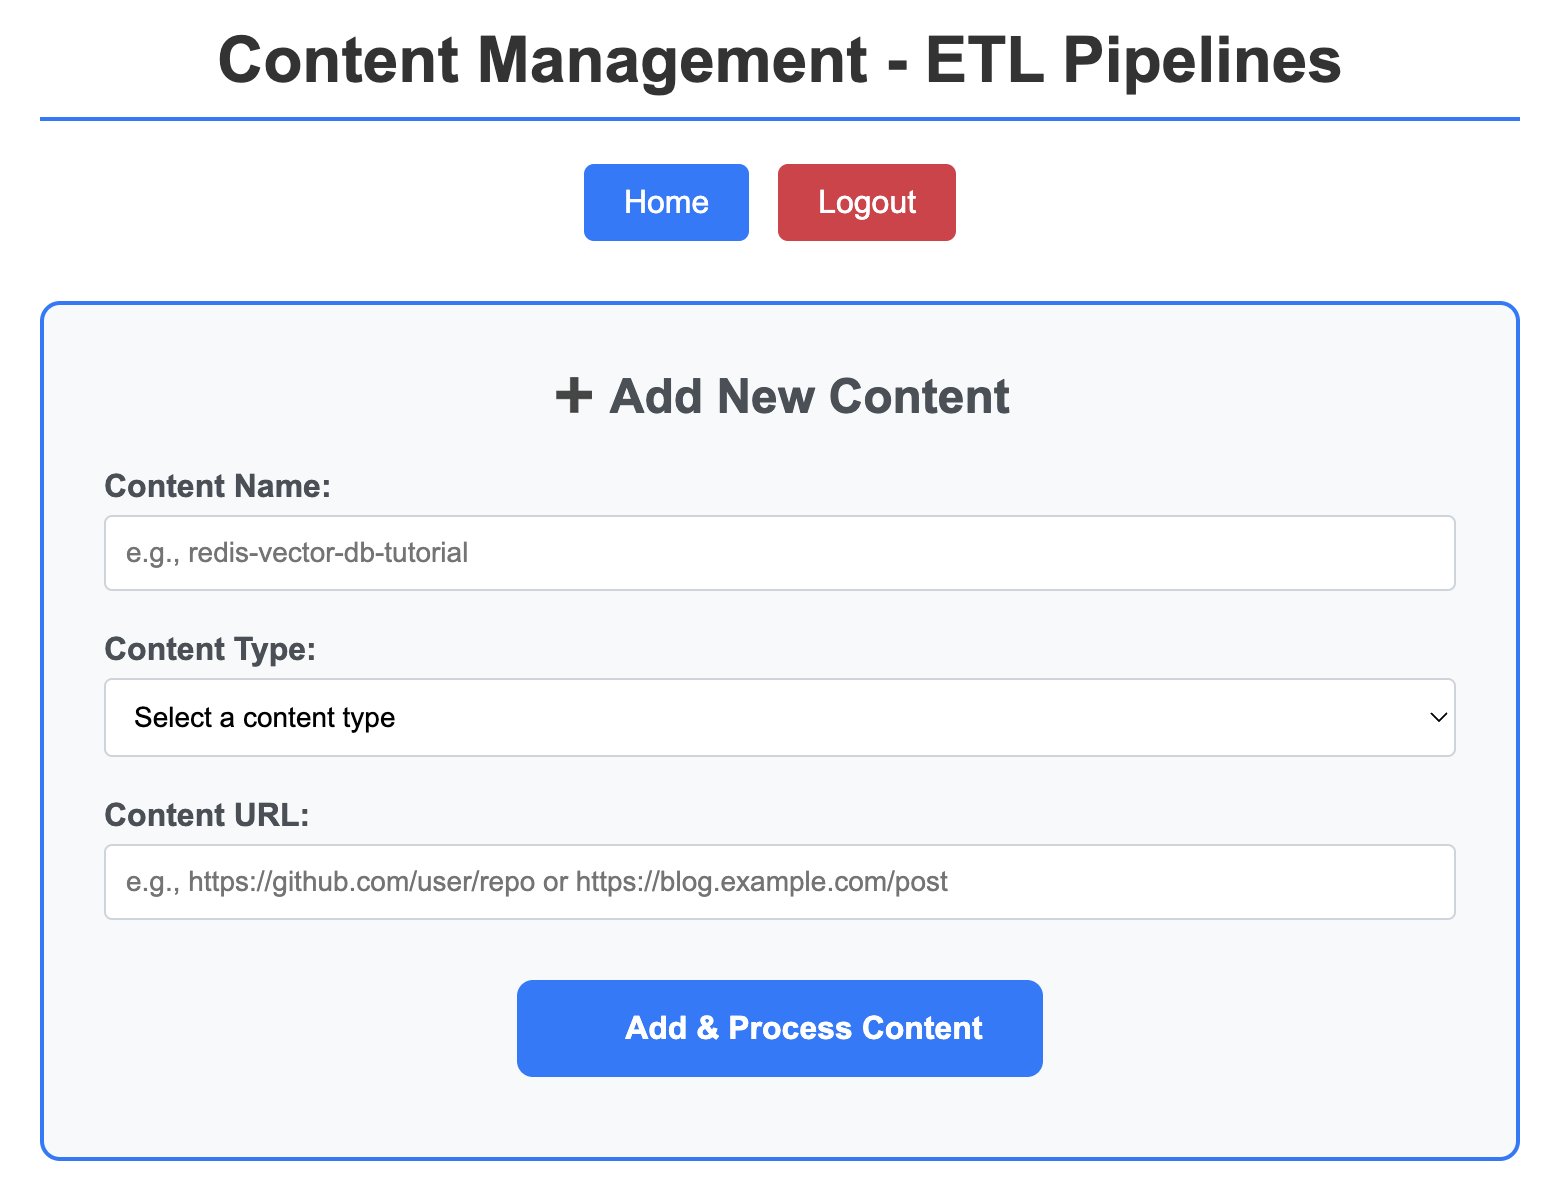 Content Management - ETL Pipelines
Home Logout
➕ Add New Content
Content Name:
e.g., redis-vector-db-tutorial
Content Type:
Select a content type
Content URL:
e.g., https://github.com/user/repo or https://blog.example.com/post
Add & Process Content